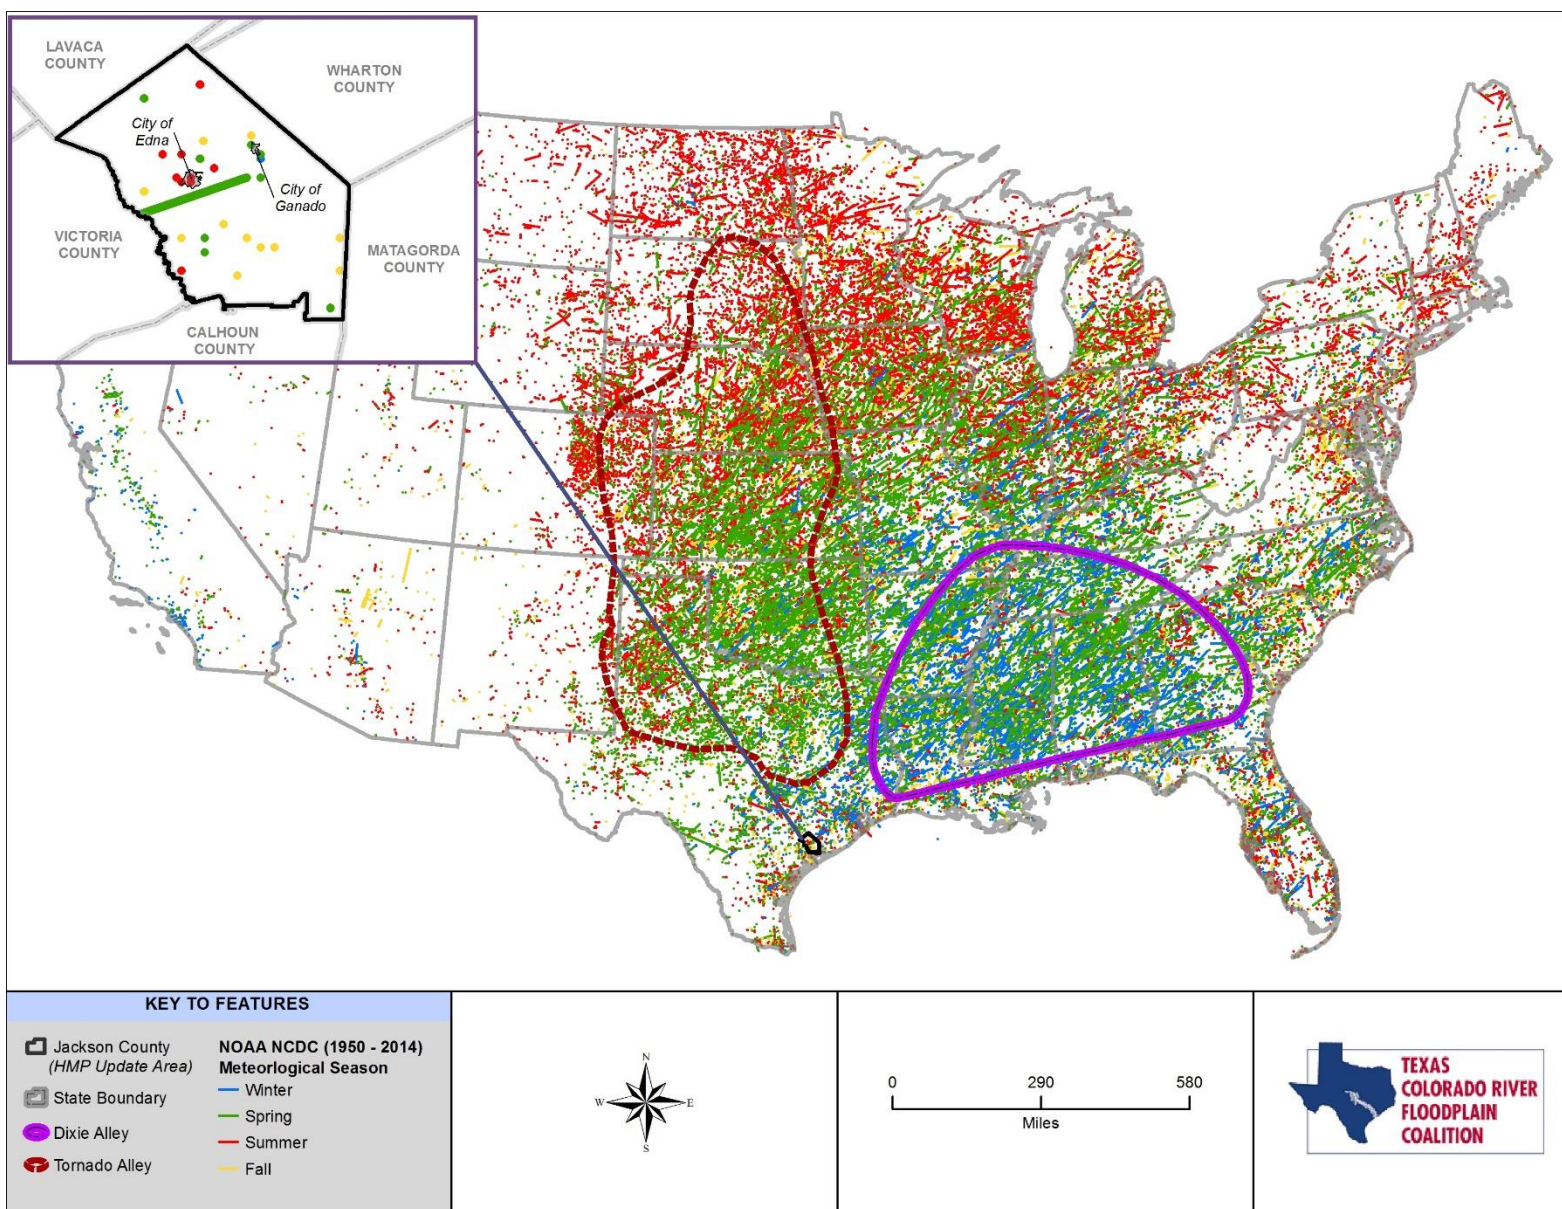 LAVACA
COUNTY
WHARTON
COUNTY
City of
Edna
City of
Ganado
VICTORIA
COUNTY
MATAGORDA
COUNTY
CALHOUN
COUNTY
KEY TO FEATURES
Jackson County
(HMP Update Area)
State Boundary
Dixie Alley
Tornado Alley
NOAA NCDC (1950 - 2014)
Meteorlogical Season
Winter
Spring
Summer
Fall
N
W
E
S
0 290 580
Miles
TEXAS
COLORADO RIVER
FLOODPLAIN
COALITION